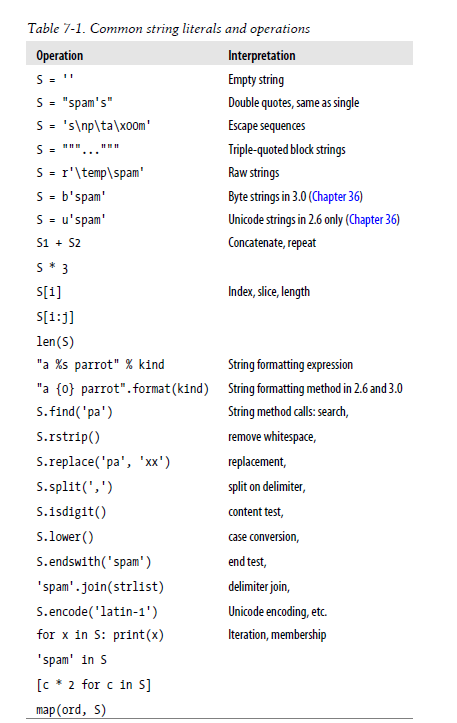 Table 7-1. Common string literals and operations
Operation Interpretation
S = '' Empty string
S = "spam's" Double quotes, same as single
S = 's\np\ta\x00m' Escape sequences
S = """...""" Triple-quoted block strings
S = r'\temp\spam' Raw strings
S = b'spam' Byte strings in 3.0 (Chapter 36)
S = u'spam' Unicode strings in 2.6 only (Chapter 36)
S1 + S2 Concatenate, repeat
S * 3
S[i] Index, slice, length
S[i:j]
len(S)
"a %s parrot" % kind String formatting expression
"a {0} parrot".format(kind) String formatting method in 2.6 and 3.0
S.find('pa') String method calls: search,
S.rstrip() remove whitespace,
S.replace('pa', 'xx') replacement,
S.split(',') split on delimiter,
S.isdigit() content test,
S.lower() case conversion,
S.endswith('spam') end test,
'spam'.join(strlist) delimiter join,
S.encode('latin-1') Unicode encoding, etc.
for x in S: print(x) Iteration, membership
'spam' in S
[c * 2 for c in S]
map(ord, S)